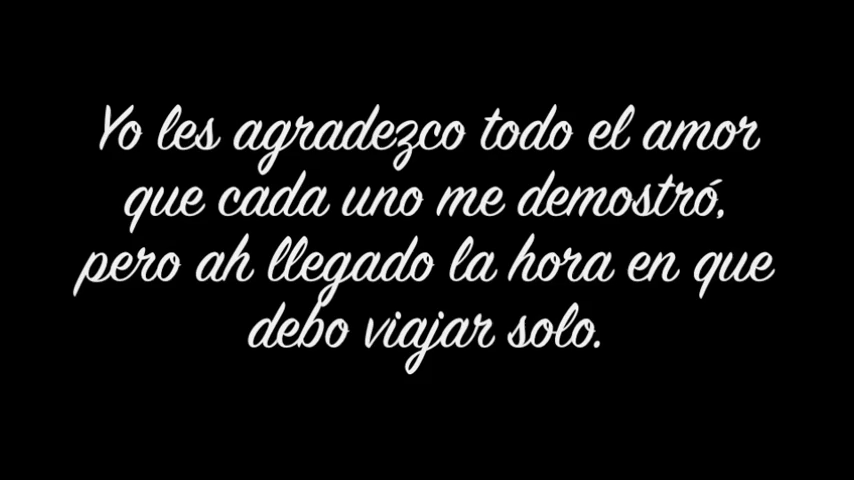 Yo les agradezco todo el amor
que cada uno me demostró,
pero ah llegado la hora en que
debo viajar solo.